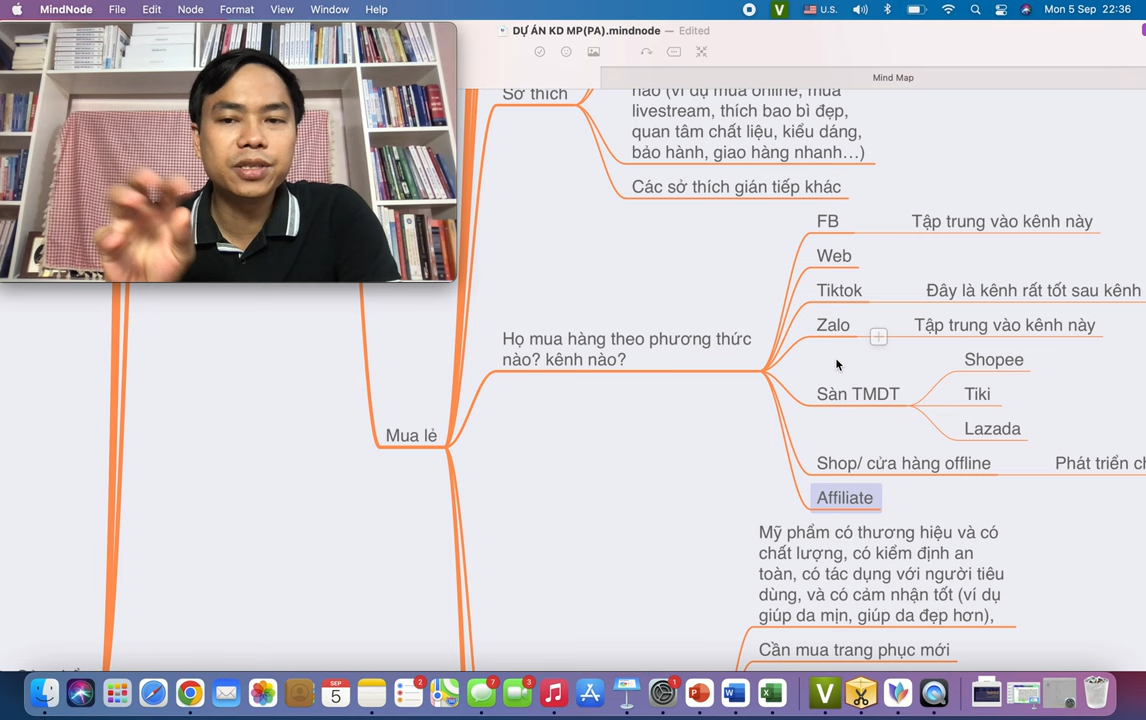 MindNode File Edit Node Format View Window Help
U.S. Mon 5 Sep 22:36
DỰ ÁN KD MP(PA).mindnode — Edited
Mind Map
Sở thích
nào (ví dụ mua online, mua
livestream, thích bao bì đẹp,
quan tâm chất liệu, kiểu dáng,
bảo hành, giao hàng nhanh…)
Các sở thích gián tiếp khác
FB
Tập trung vào kênh này
Web
Tiktok
Đây là kênh rất tốt sau kênh
Zalo
Tập trung vào kênh này
Họ mua hàng theo phương thức
nào? kênh nào?
Shopee
Sàn TMDT
Tiki
Lazada
Mua lẻ
Shop/ cửa hàng offline
Phát triển
Affiliate
Mỹ phẩm có thương hiệu và có
chất lượng, có kiểm định an
toàn, có tác dụng với người tiêu
dùng, và có cảm nhận tốt (ví dụ
giúp da mịn, giúp da đẹp hơn),
Cần mua trang phục mới
SEP
5
2
7
3
1